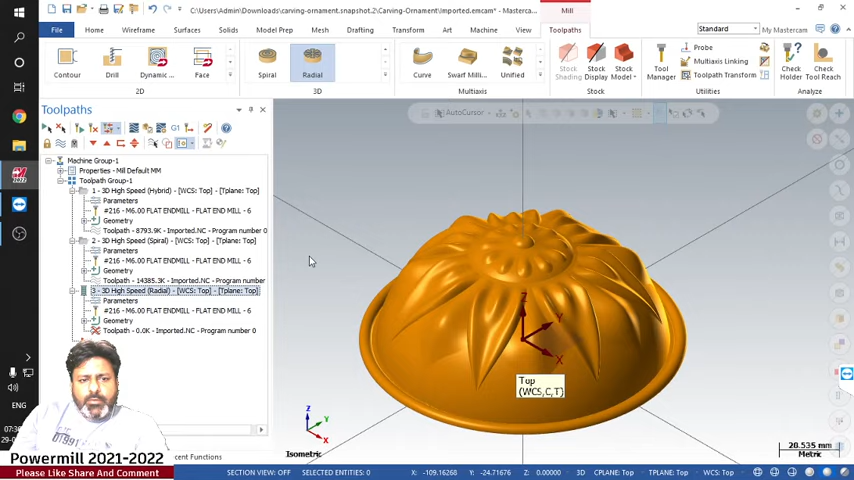 C:\Users\Admin\Downloads\carving-ornament.snapshot.2\Carving-Ornament\Imported.emcam* - Mastercam...
Mill
File Home Wireframe Surfaces Solids Model Prep Mesh Drafting Transform Art Machine View Toolpaths
Standard
My Mastercam
Contour Drill Dynamic ... Face
Spiral Radial
Curve Swarf Milli... Unified
Stock Shading Stock Display Stock Model
Tool Manager
Probe
Multiaxis Linking
Toolpath Transform
Check Holder Check Tool Reach
2D 3D Multiaxis Stock Utilities Analyze
Toolpaths
AutoCursor
G1
Machine Group-1
Properties - Mill Default MM
Toolpath Group-1
1 - 3D High Speed (Hybrid) - [WCS: Top] - [Tplane: Top]
Parameters
#216 - M6.00 FLAT ENDMILL - FLAT END MILL - 6
Geometry
Toolpath - 8793.9K - Imported.NC - Program number
2 - 3D High Speed (Spiral) - [WCS: Top] - [Tplane: Top]
Parameters
#216 - M6.00 FLAT ENDMILL - FLAT END MILL - 6
Geometry
Toolpath - 14385.3K - Imported.NC - Program number
3 - 3D High Speed (Radial) - [WCS: Top] - [Tplane: Top]
Parameters
#216 - M6.00 FLAT ENDMILL - FLAT END MILL - 6
Geometry
Toolpath - 0.0K - Imported.NC - Program number 0
Z
Y
X
Top
(WCS,C,T)
Z
Y
X
Isometric
20.535 mm
Metric
ENG
Powermill 2021-2022
cent Functions
Please Like Share And Comment
SECTION VIEW: OFF SELECTED ENTITIES: 0 X: -109.16268 Y: -24.71676 Z: 0.00000 3D CPLANE: Top TPLANE: Top WCS: Top